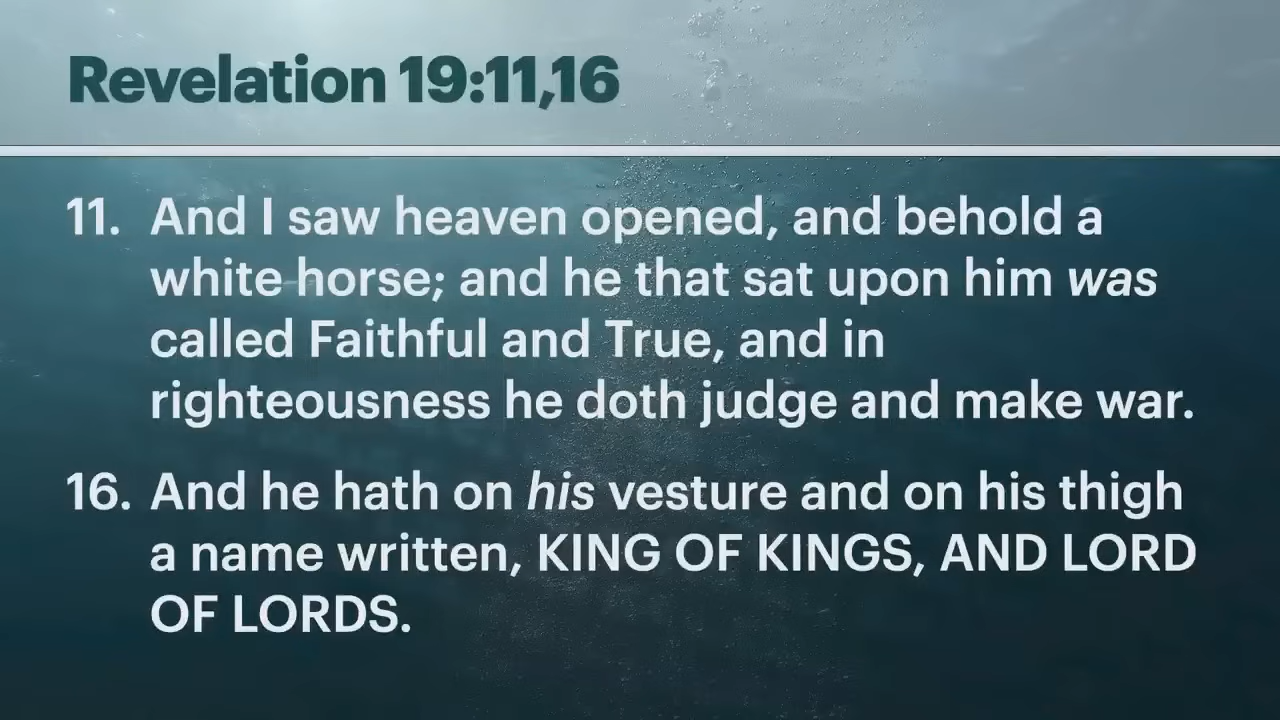 Revelation 19:11,16
11. And I saw heaven opened, and behold a
white horse; and he that sat upon him was
called Faithful and True, and in
righteousness he doth judge and make war.
16. And he hath on his vesture and on his thigh
a name written, KING OF KINGS, AND LORD
OF LORDS.